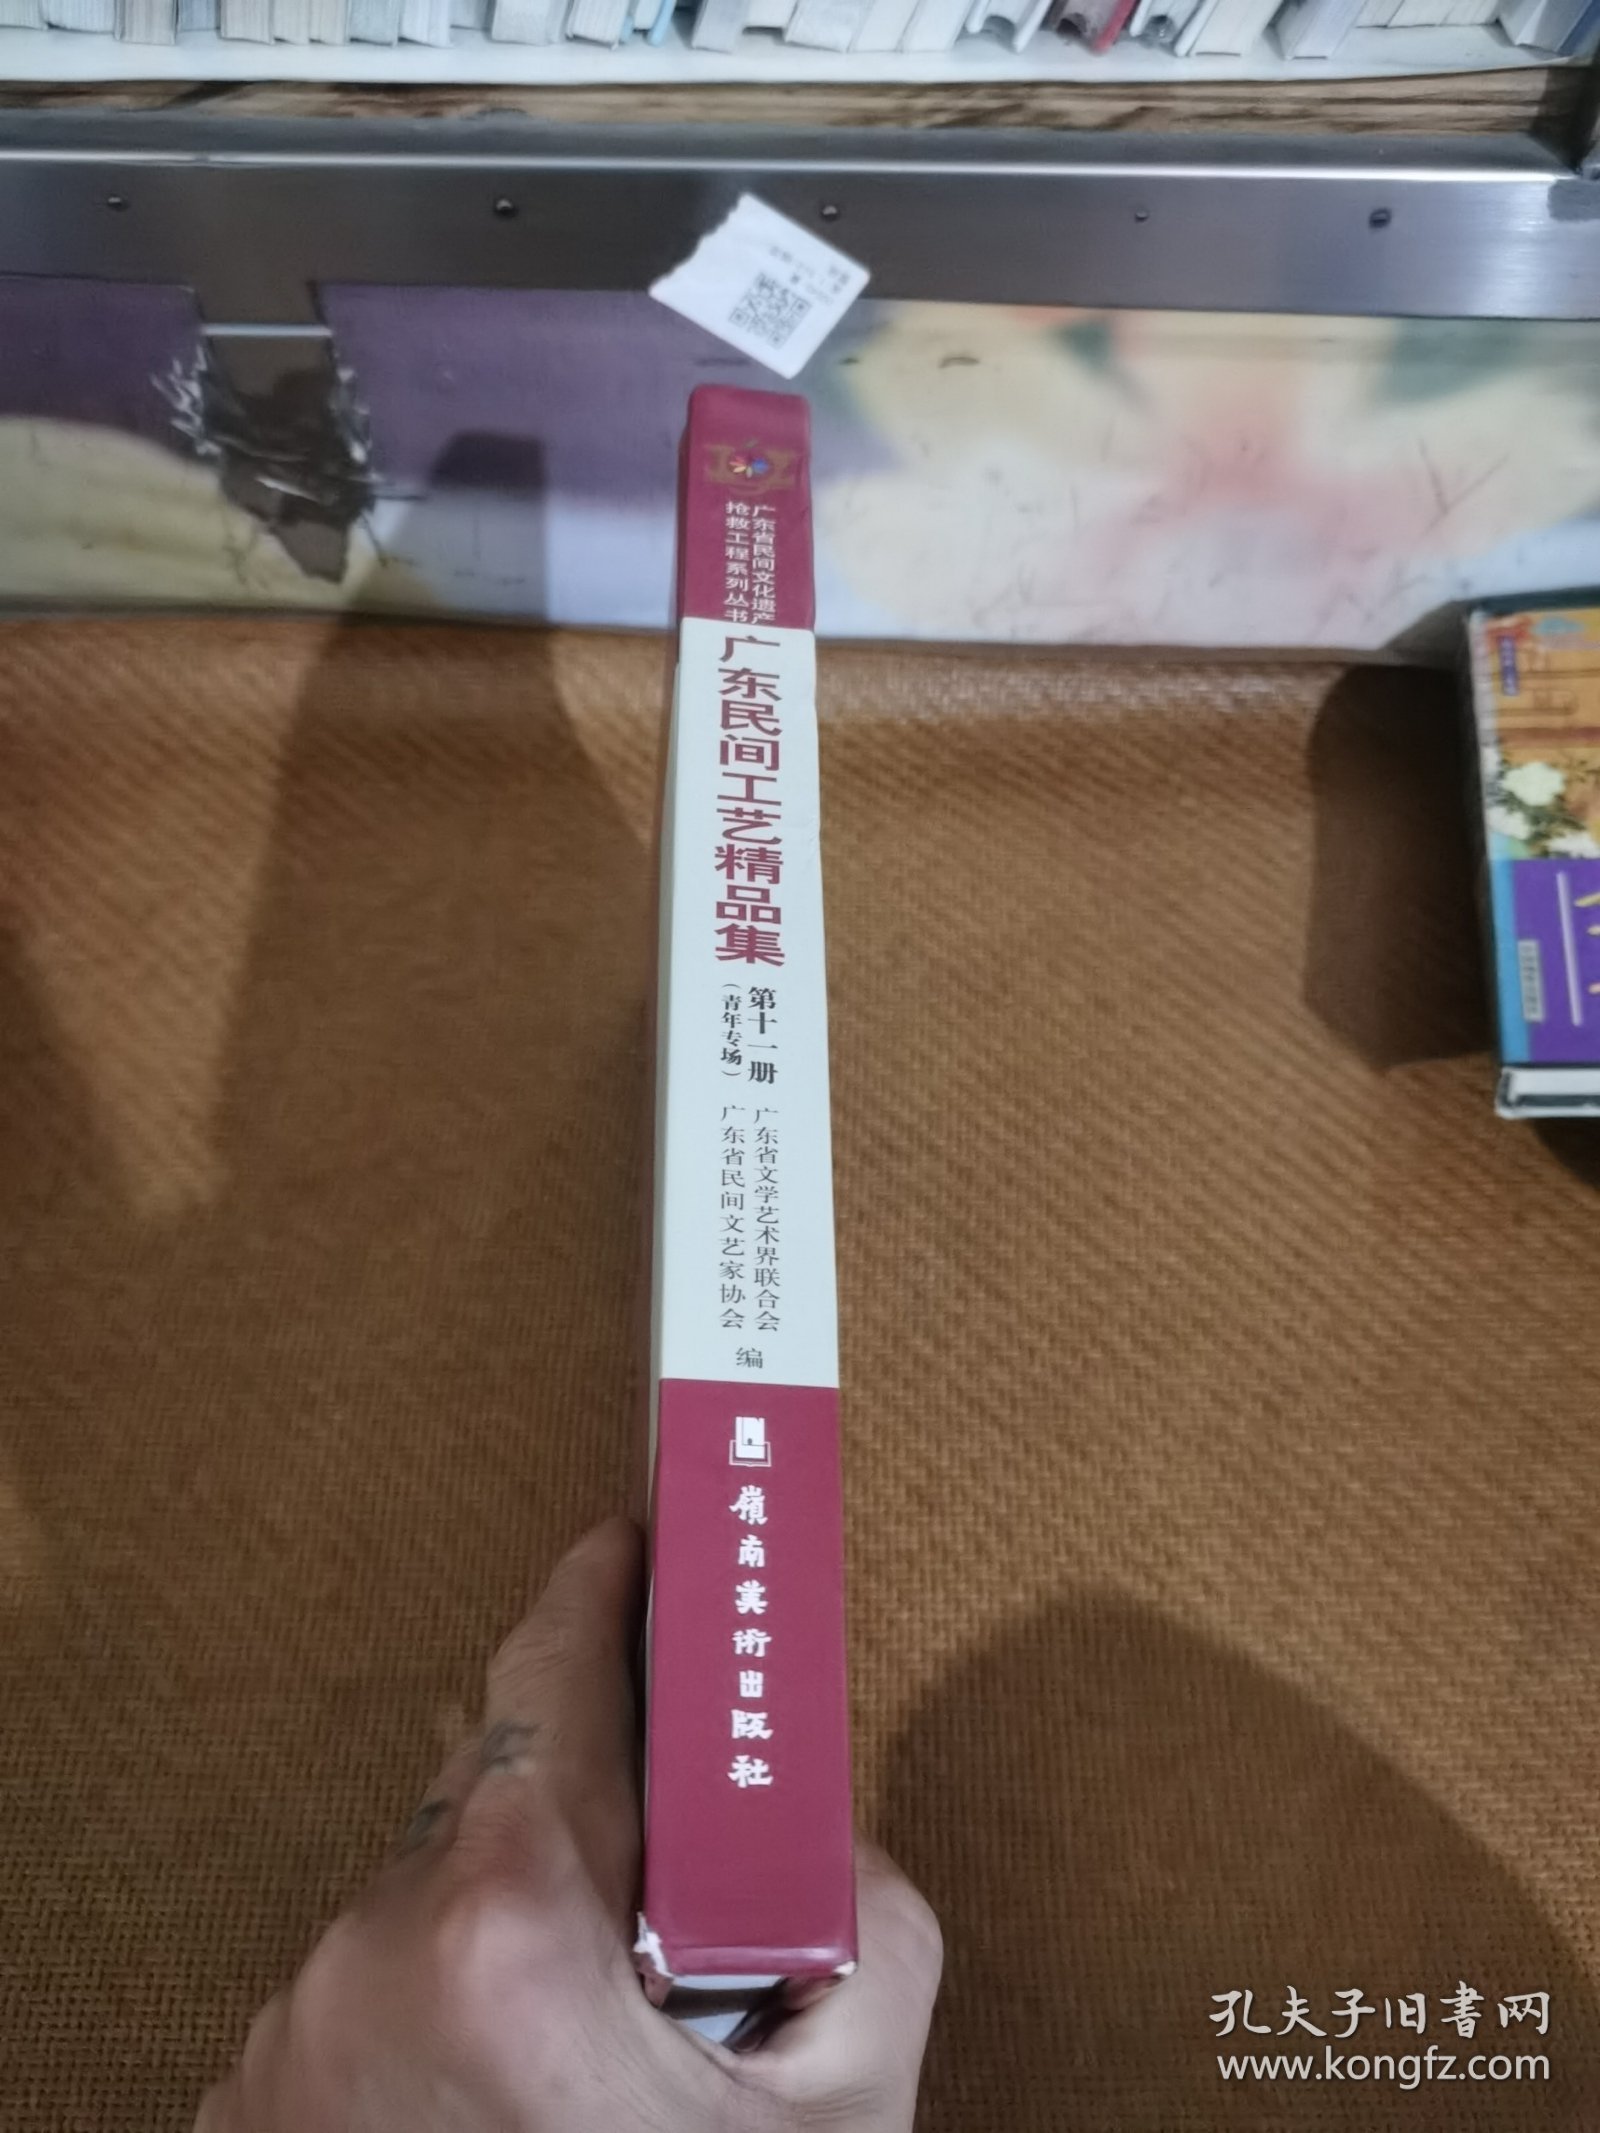 广东省民间文化遗产
抢救工程系列丛书
广东民间工艺精品集
第十一册
（青年专场）
广东省文学艺术界联合会
广东省民间文艺家协会
编
嶺南美術出版社
孔夫子旧書网
www.kongfz.com